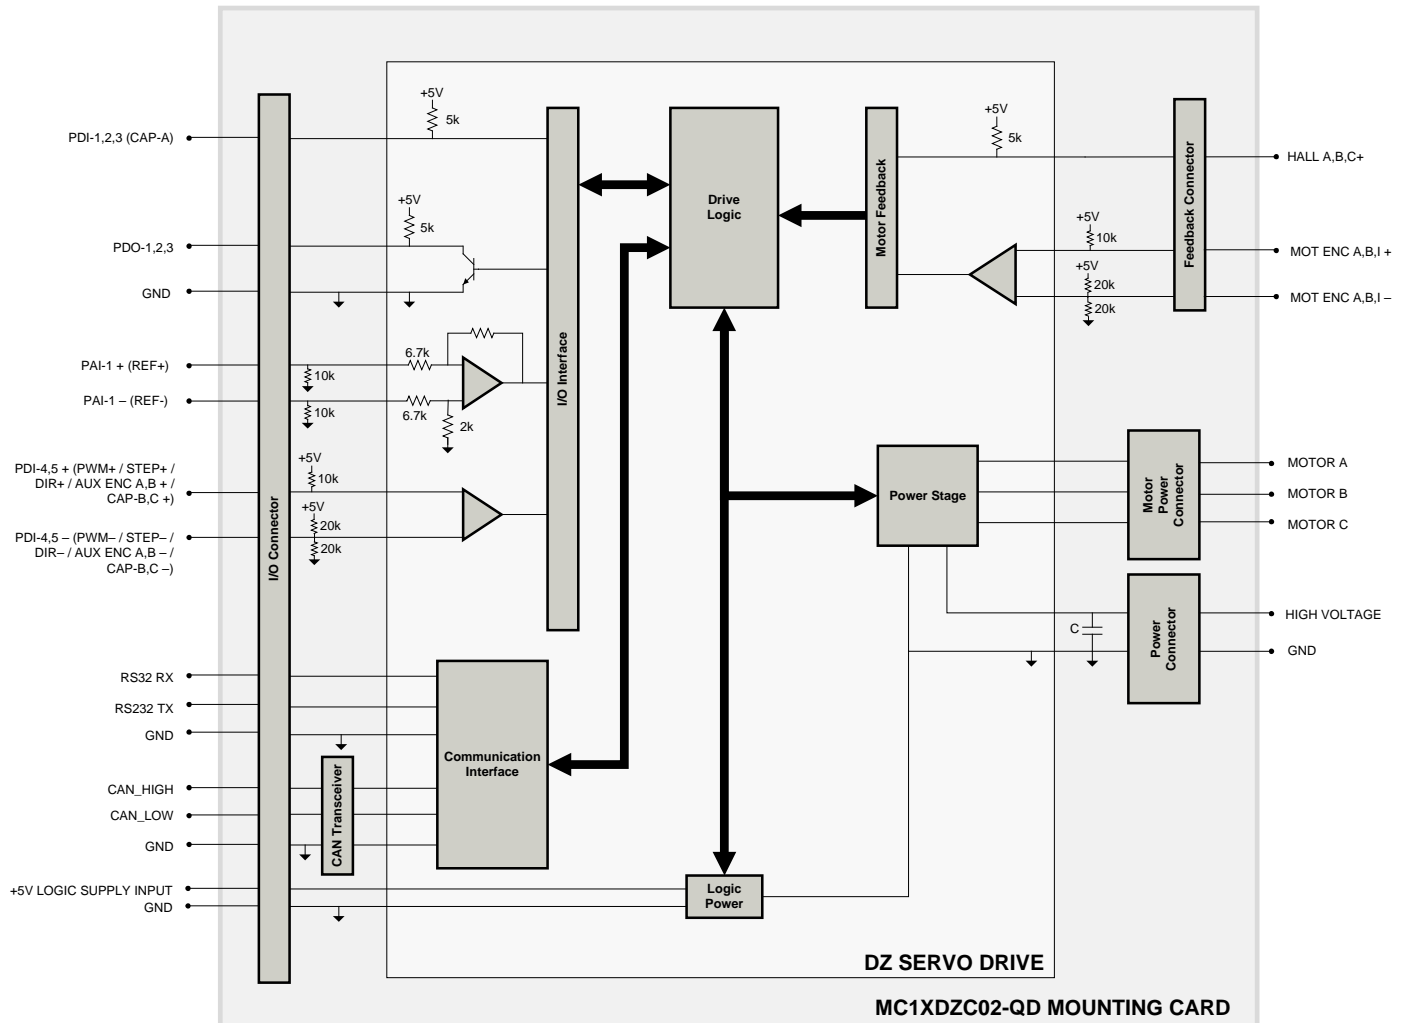 +5V
5k
PDI-1,2,3 (CAP-A)
+5V
5k
PDO-1,2,3
GND
PAI-1 + (REF+)
10k
6.7k
PAI-1 – (REF-)
10k
6.7k
2k
PDI-4,5 + (PWM+ / STEP+ /
DIR+ / AUX ENC A,B + /
CAP-B,C +)
+5V
10k
+5V
20k
20k
PDI-4,5 – (PWM– / STEP– /
DIR– / AUX ENC A,B – /
CAP-B,C –)
I/O Connector
I/O Interface
Drive
Logic
Motor Feedback
+5V
5k
Feedback Connector
HALL A,B,C+
+5V
10k
MOT ENC A,B,I +
+5V
20k
20k
MOT ENC A,B,I –
Power Stage
Motor
Power
Connector
MOTOR A
MOTOR B
MOTOR C
C
Power
Connector
HIGH VOLTAGE
GND
RS32 RX
RS232 TX
GND
Communication
Interface
CAN Transceiver
CAN_HIGH
CAN_LOW
GND
+5V LOGIC SUPPLY INPUT
GND
Logic
Power
DZ SERVO DRIVE
MC1XDZC02-QD MOUNTING CARD